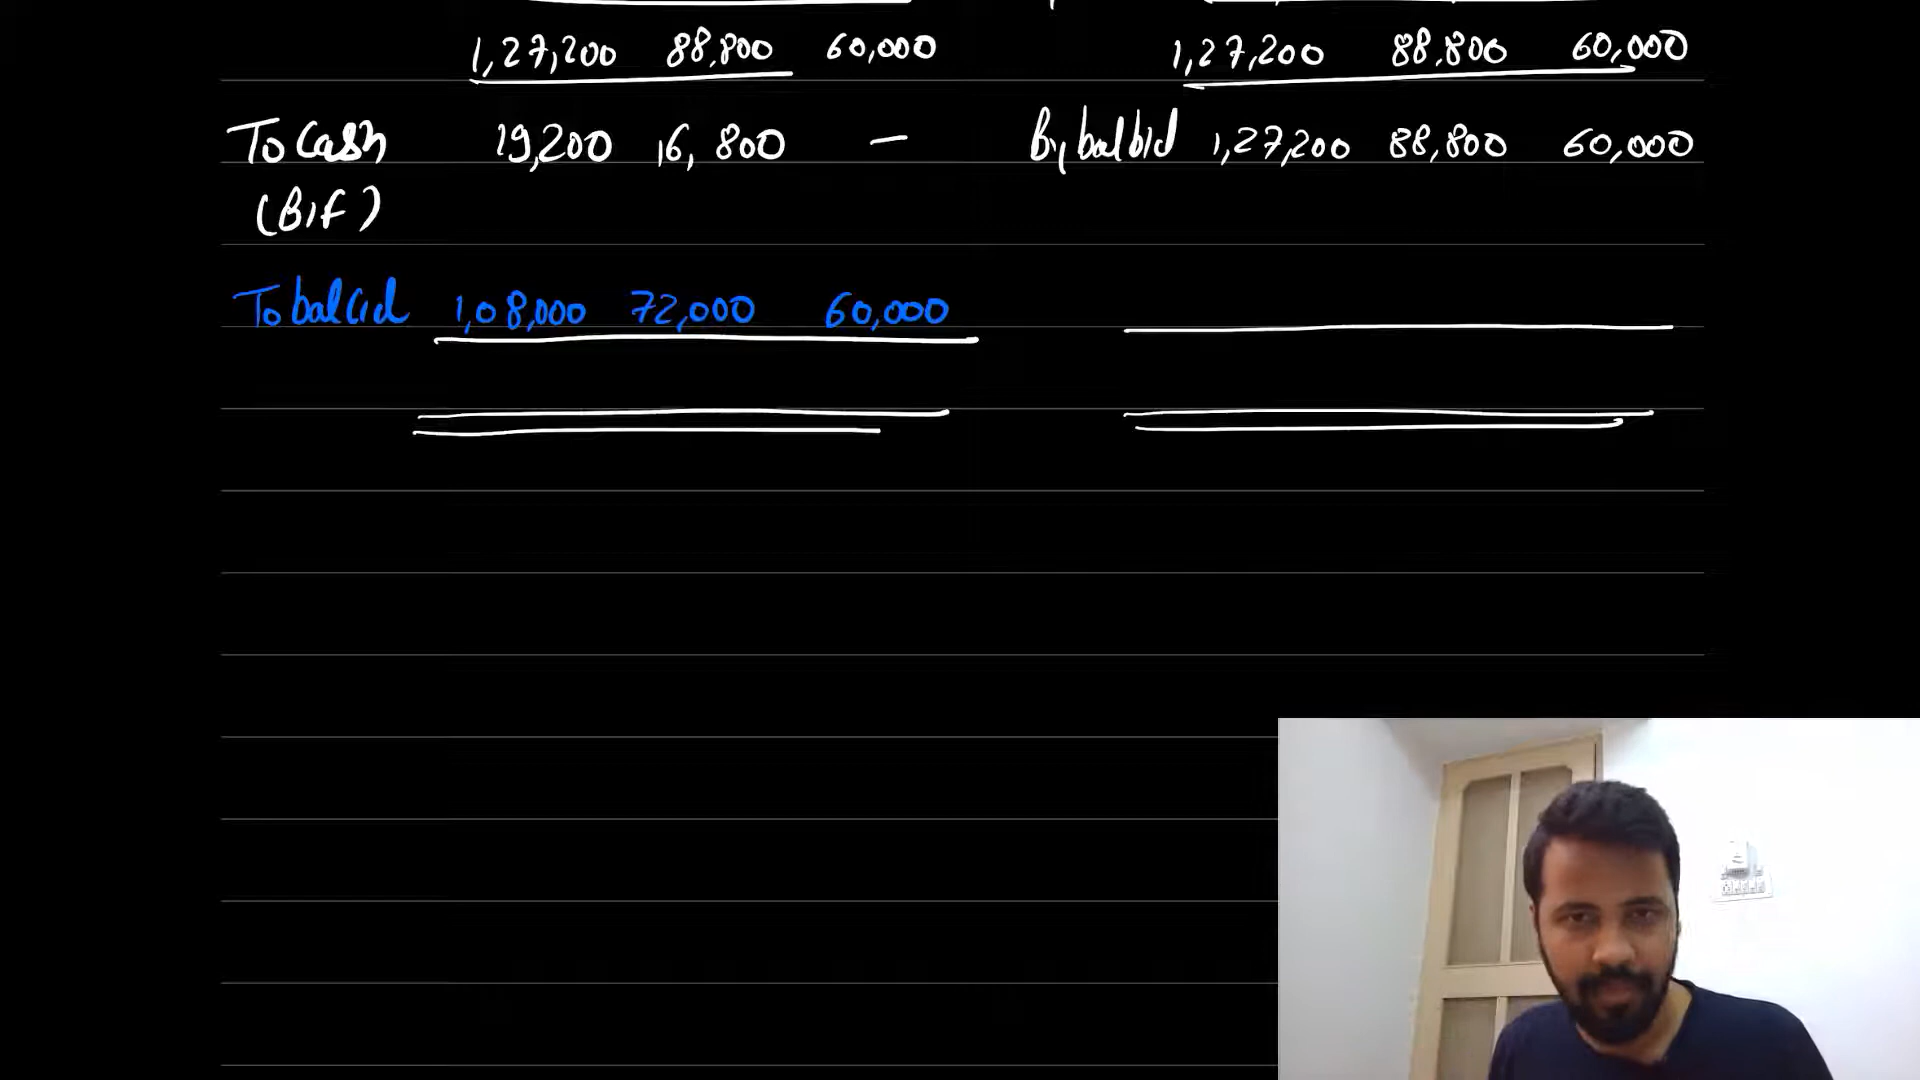 1,27,200 88,800 60,000 1,27,200 88,800 60,000
To Cash 19,200 16,800 — By bal b/d 1,27,200 88,800 60,000
(B/F)
To bal c/d 1,08,000 72,000 60,000